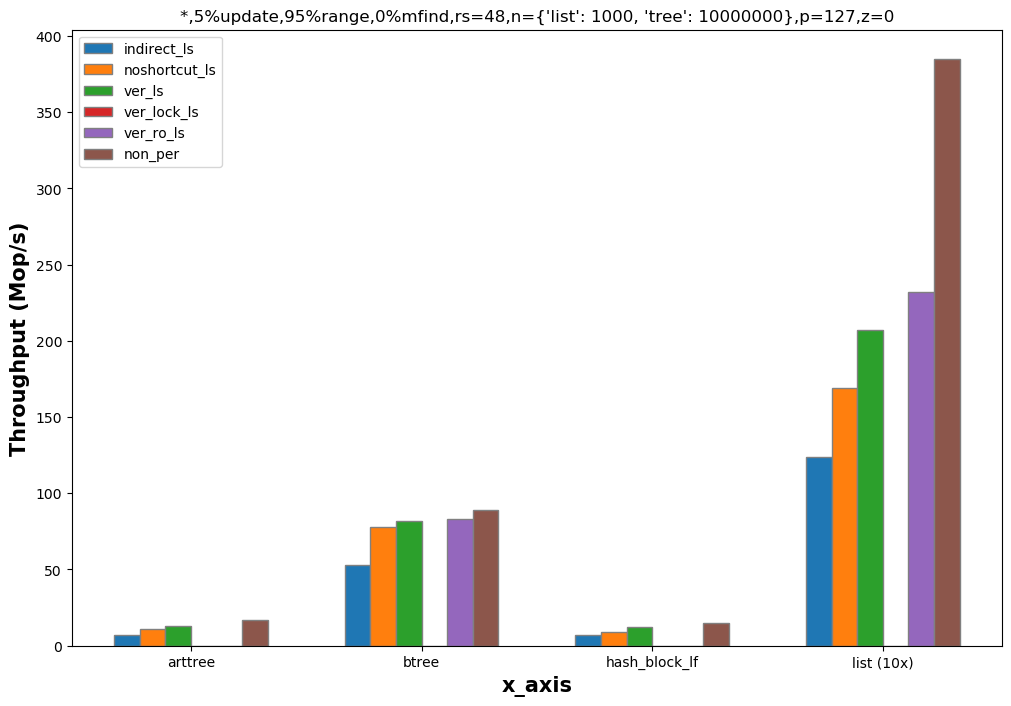 *,5%update,95%range,0%mfind,rs=48,n={'list': 1000, 'tree': 10000000},p=127,z=0
indirect_ls
noshortcut_ls
ver_ls
ver_lock_ls
ver_ro_ls
non_per
Throughput (Mop/s)
400
350
300
250
200
150
100
50
0
arttree
btree
hash_block_lf
list (10x)
x_axis